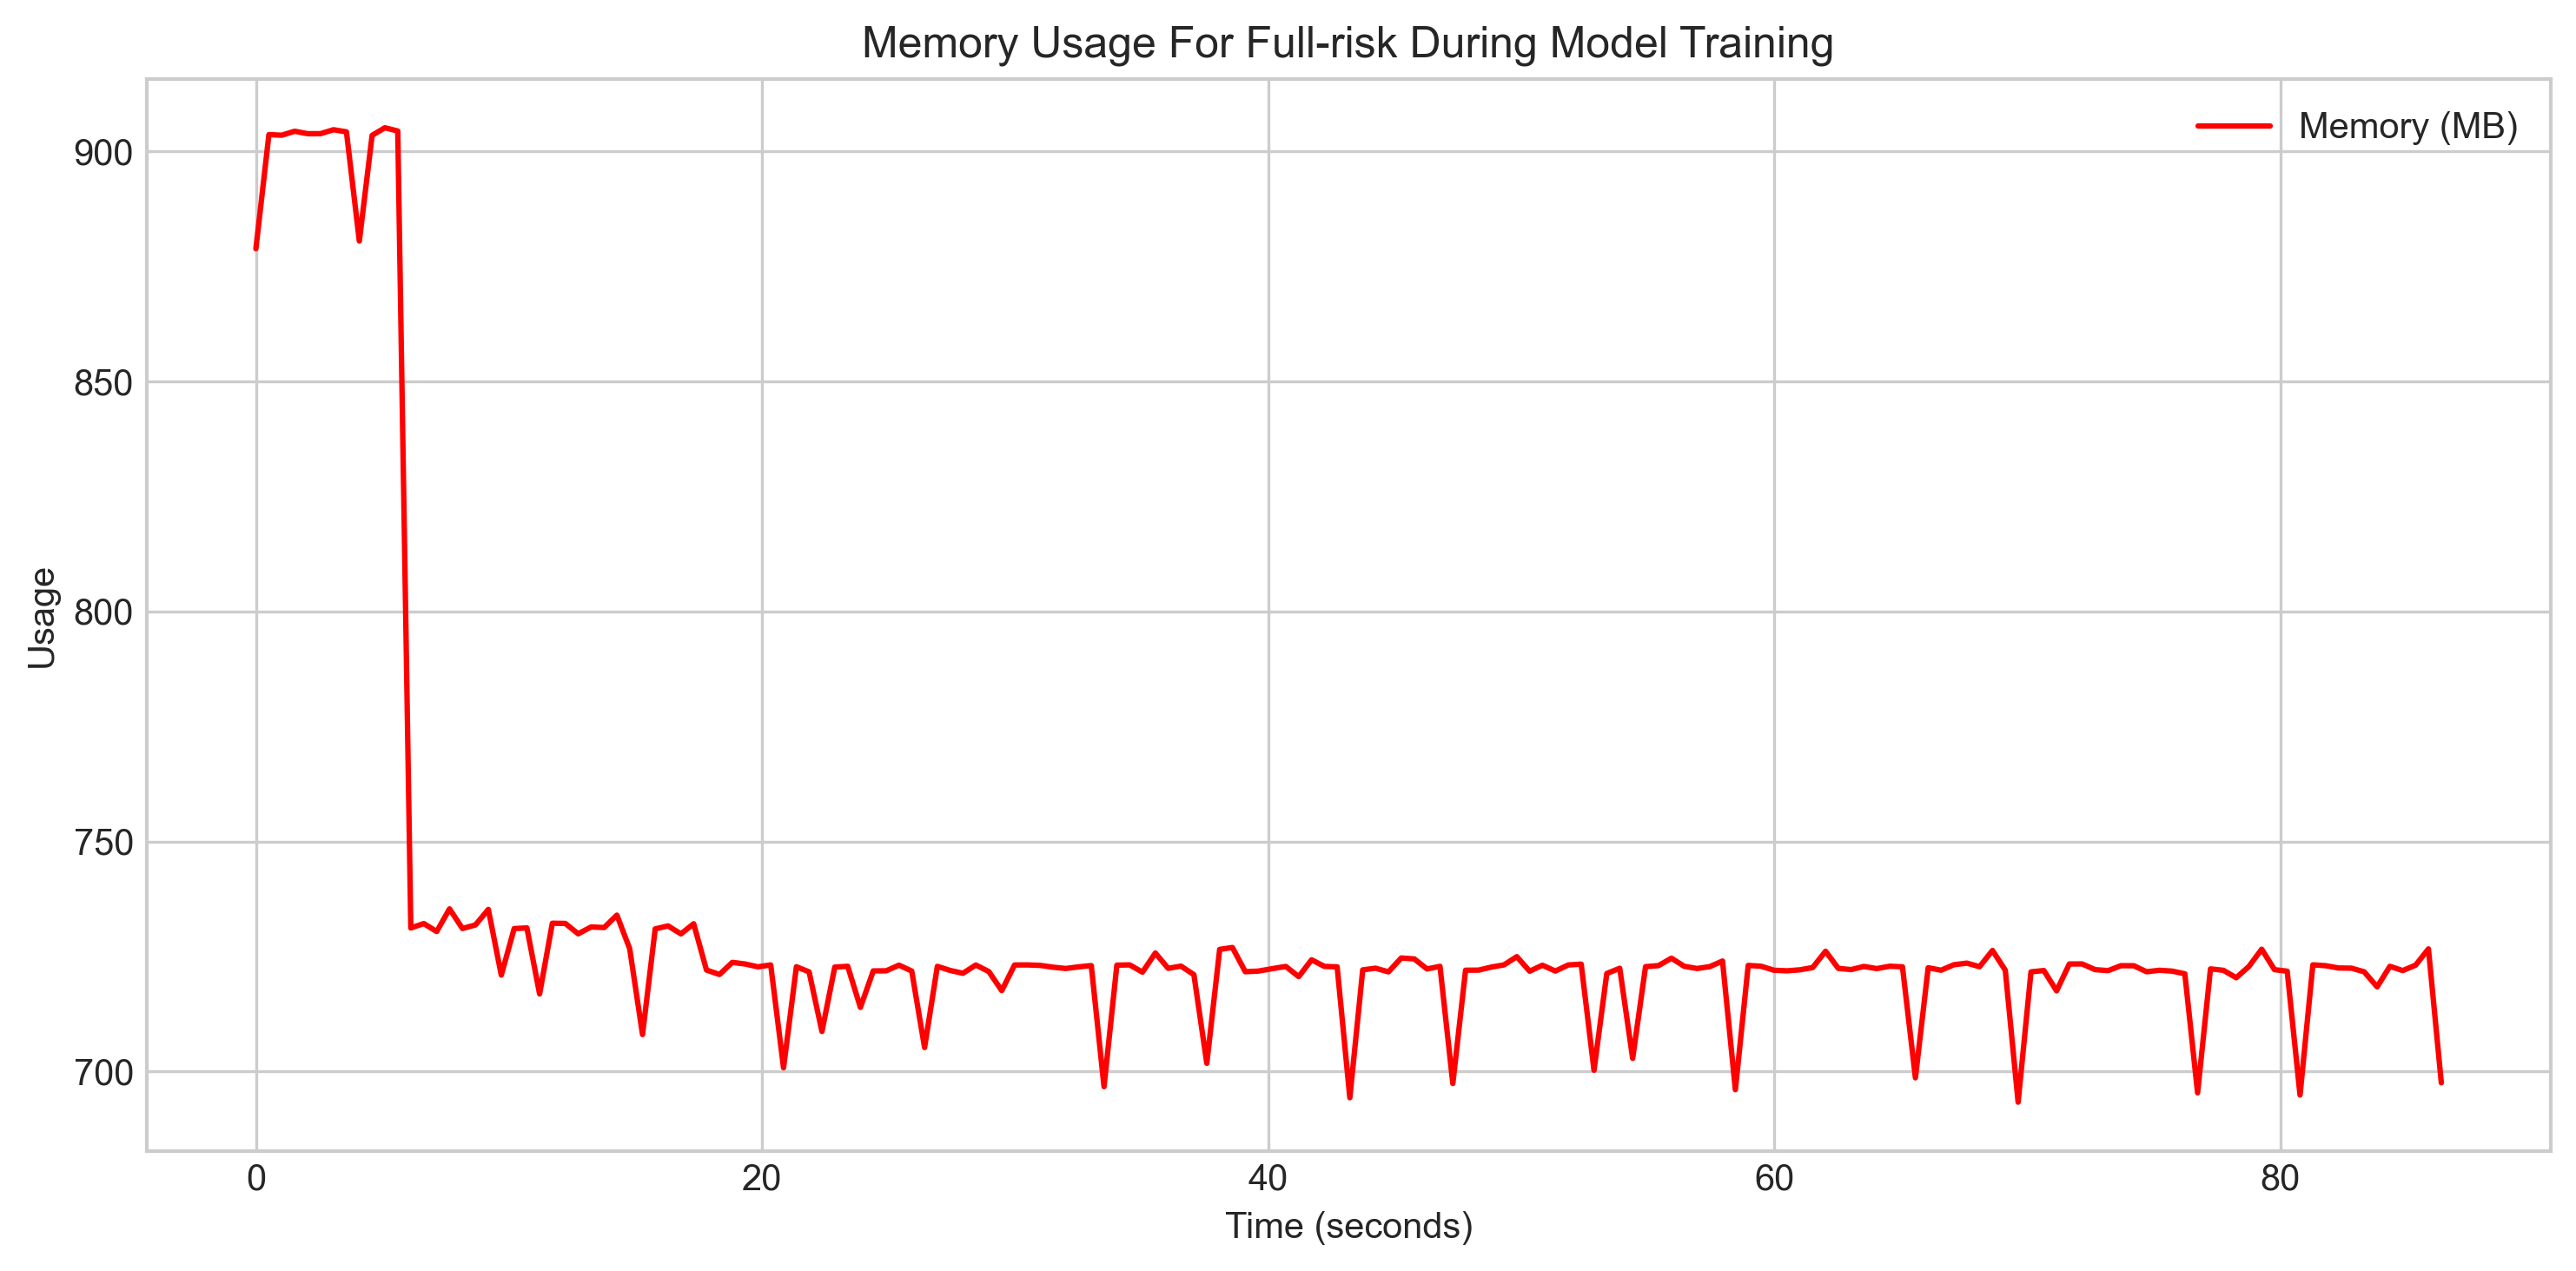 Memory Usage For Full-risk During Model Training
Memory (MB)
900
850
800
750
700
Usage
0 20 40 60 80
Time (seconds)